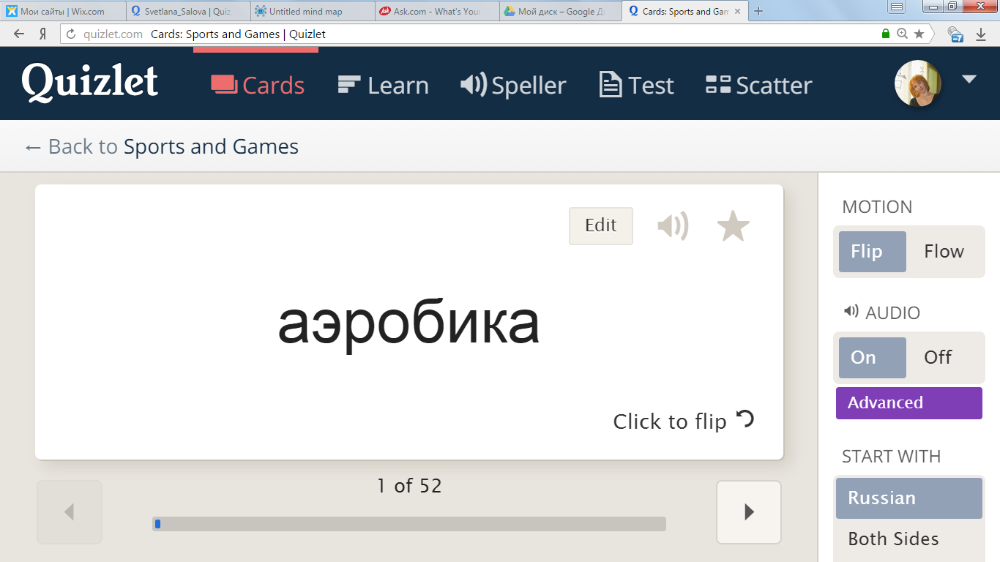 Мои сайты | Wix.com
Svetlana_Salova | Quiz
Untitled mind map
Ask.com - What's Your
Мой диск – Google Д
Cards: Sports and Gam
Я quizlet.com Cards: Sports and Games | Quizlet
Quizlet Cards Learn Speller Test Scatter
← Back to Sports and Games
Edit
аэробика
Click to flip
1 of 52
MOTION
Flip Flow
AUDIO
On Off
Advanced
START WITH
Russian
Both Sides